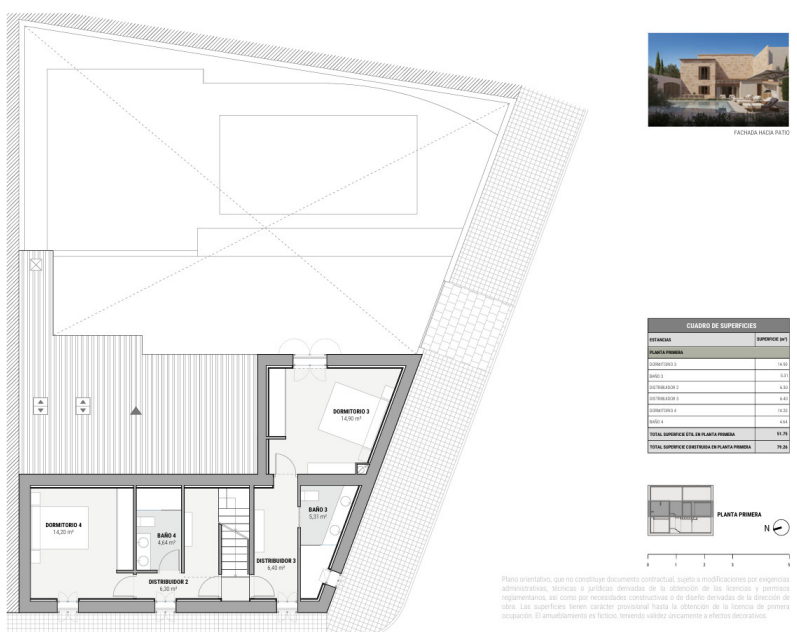 FACHADA HACIA PATIO
CUADRO DE SUPERFICIES
ESTANCIAS SUPERFICIE (m²)
PLANTA PRIMERA
DORMITORIO 3 14.90
BAÑO 3 5.31
DISTRIBUIDOR 2 6.30
DISTRIBUIDOR 3 6.40
DORMITORIO 4 14.20
BAÑO 4 4.64
TOTAL SUPERFICIE ÚTIL EN PLANTA PRIMERA 51.75
TOTAL SUPERFICIE CONSTRUIDA EN PLANTA PRIMERA 79.26
DORMITORIO 3
14,90 m²
BAÑO 3
5,31 m²
DORMITORIO 4
14,20 m²
BAÑO 4
4,64 m²
DISTRIBUIDOR 3
6,40 m²
DISTRIBUIDOR 2
6,30 m²
PLANTA PRIMERA
N
0 1 2 3 5
Plano orientativo, que no constituye documento contractual, sujeto a modificaciones por exigencias
administrativas, técnicas o jurídicas derivadas de la obtención de las licencias y permisos
reglamentarios, así como por necesidades constructivas o de diseño derivadas de la dirección de
obra. Las superficies tienen carácter provisional hasta la obtención de la licencia de primera
ocupación. El amueblamiento es ficticio, teniendo validez únicamente a efectos decorativos.